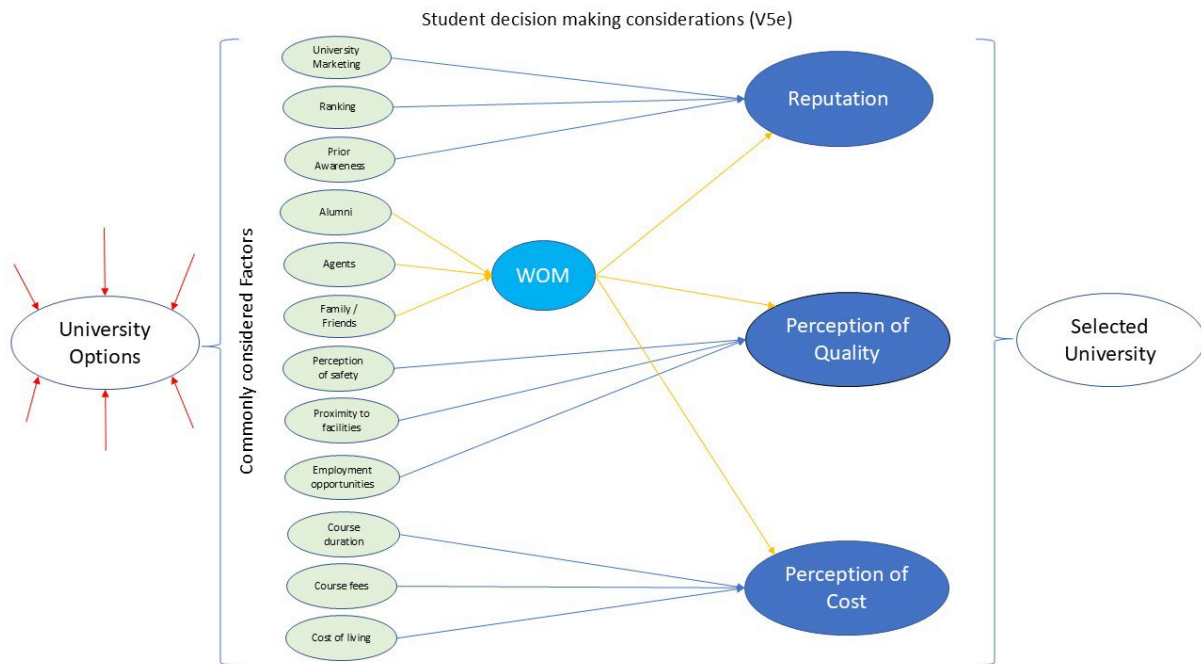 Student decision making considerations (V5e)
University
Marketing
Ranking
Prior
Awareness
Alumni
Agents
Family /
Friends
Perception
of safety
Proximity to
facilities
Employment
opportunities
Course
duration
Course fees
Cost of living
Commonly considered Factors
University
Options
WOM
Reputation
Perception of
Quality
Perception of
Cost
Selected
University